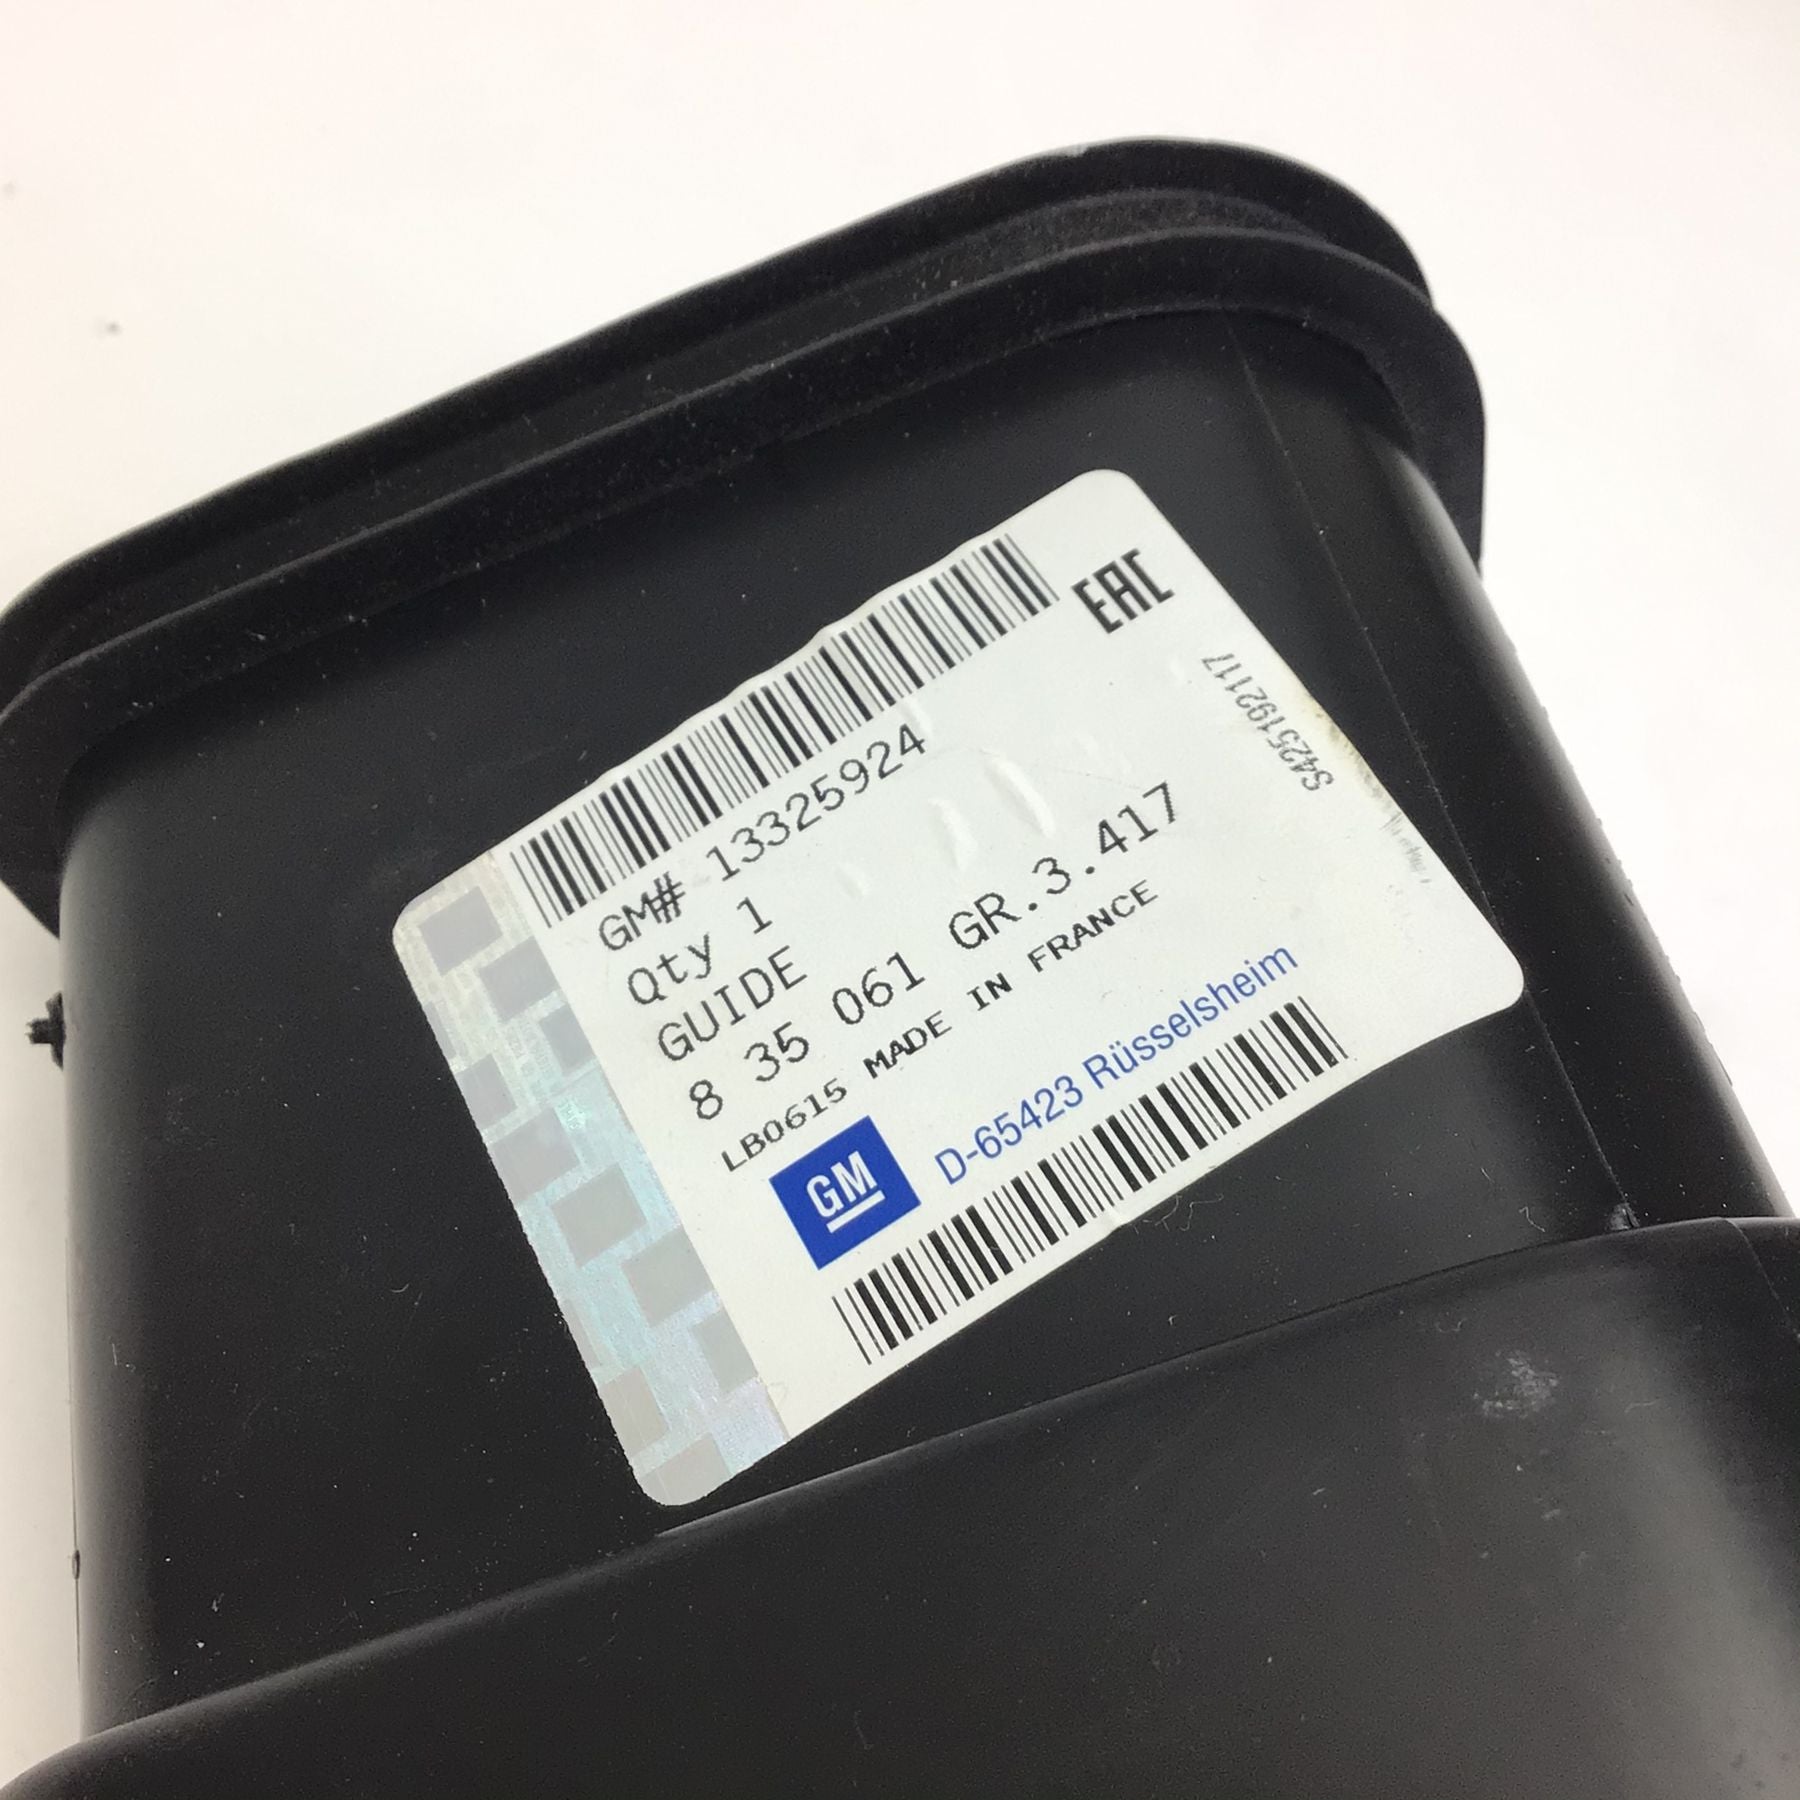 EAC
S425192117
GM# 13325924
Qty 1
GUIDE
8 35 061 GR.3.417
LB0615 MADE IN FRANCE
GM D-65423 Rüsselsheim